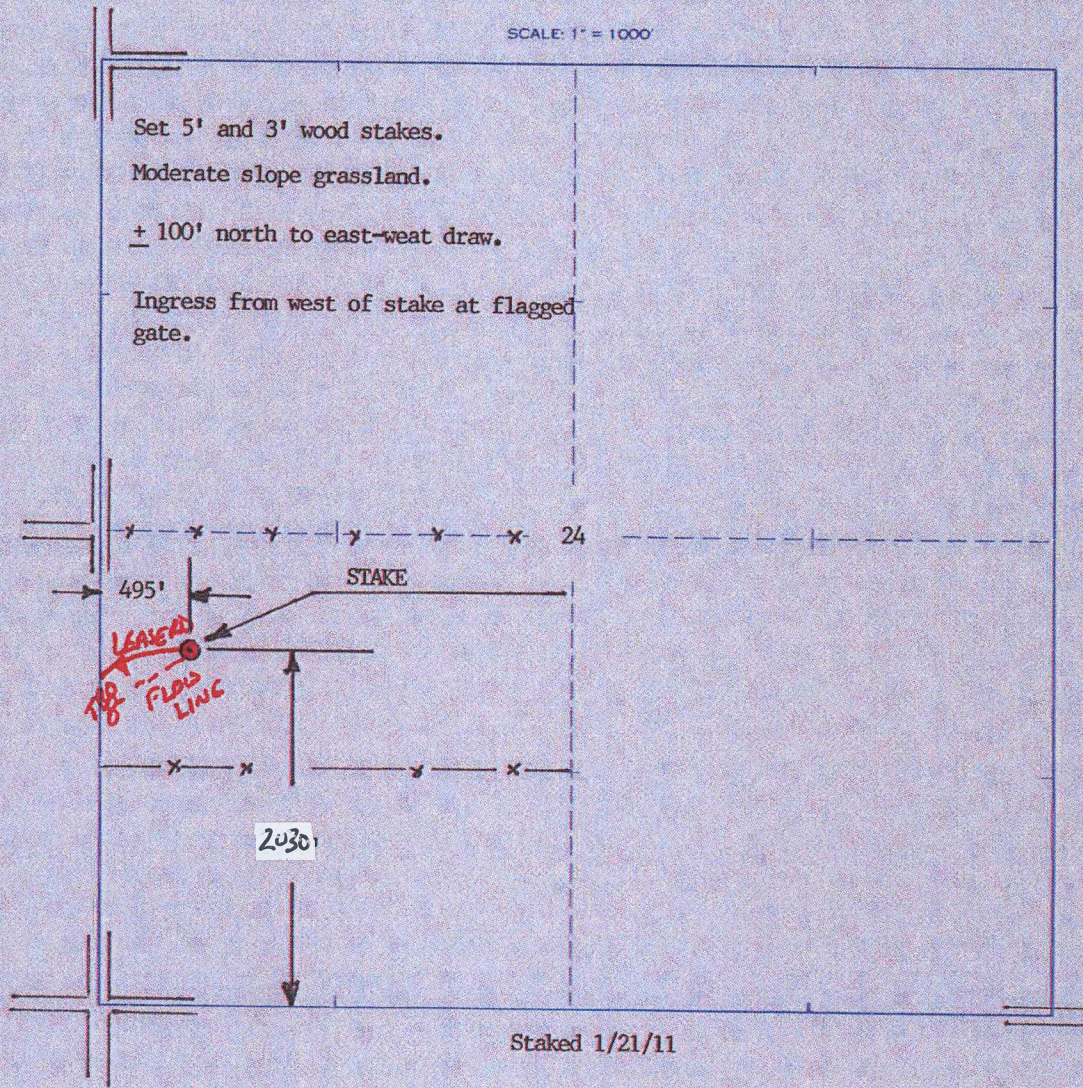 SCALE: 1" = 1000'
Set 5' and 3' wood stakes.
Moderate slope grassland.
± 100' north to east-weat draw.
Ingress from west of stake at flagged
gate.
24
495'
STAKE
FLOW
LINE
2030'
Staked 1/21/11